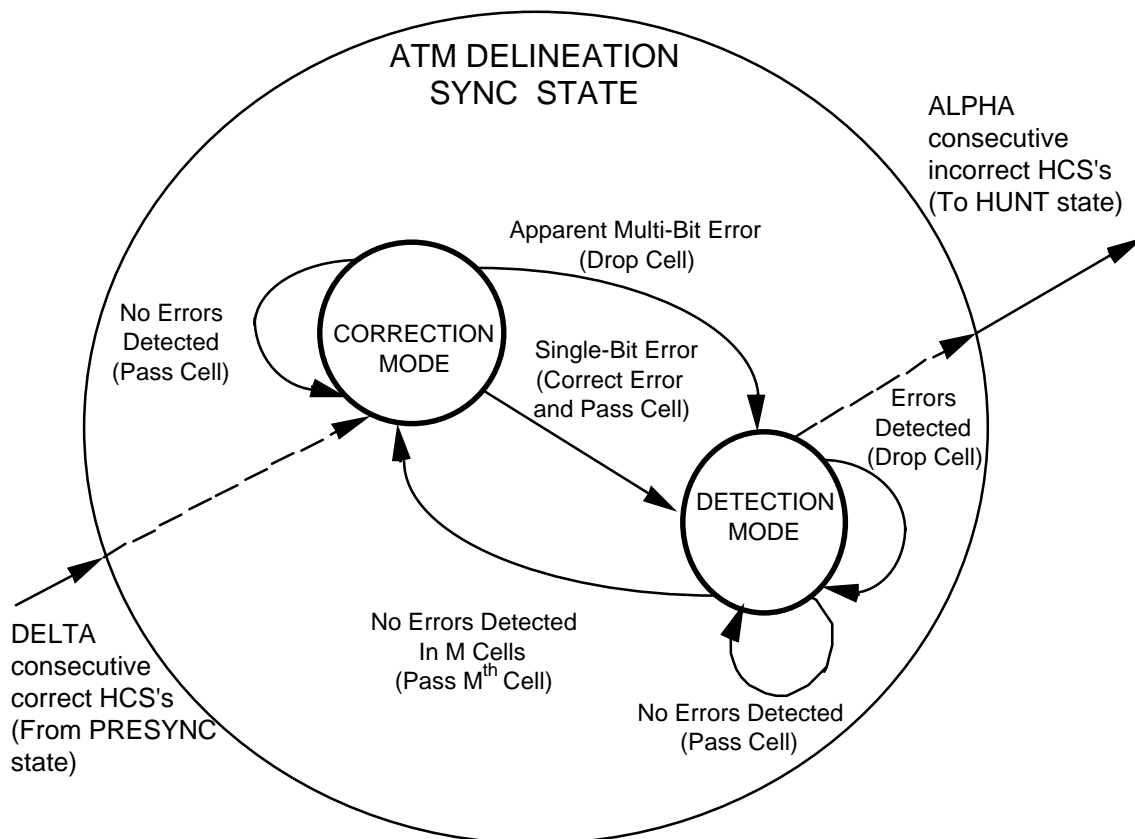 ATM DELINEATION
SYNC STATE
ALPHA
consecutive
incorrect HCS's
(To HUNT state)
Apparent Multi-Bit Error
(Drop Cell)
No Errors
Detected
(Pass Cell)
CORRECTION
MODE
Single-Bit Error
(Correct Error
and Pass Cell)
Errors
Detected
(Drop Cell)
DETECTION
MODE
No Errors Detected
In M Cells
(Pass Mth Cell)
DELTA
consecutive
correct HCS's
(From PRESYNC
state)
No Errors Detected
(Pass Cell)